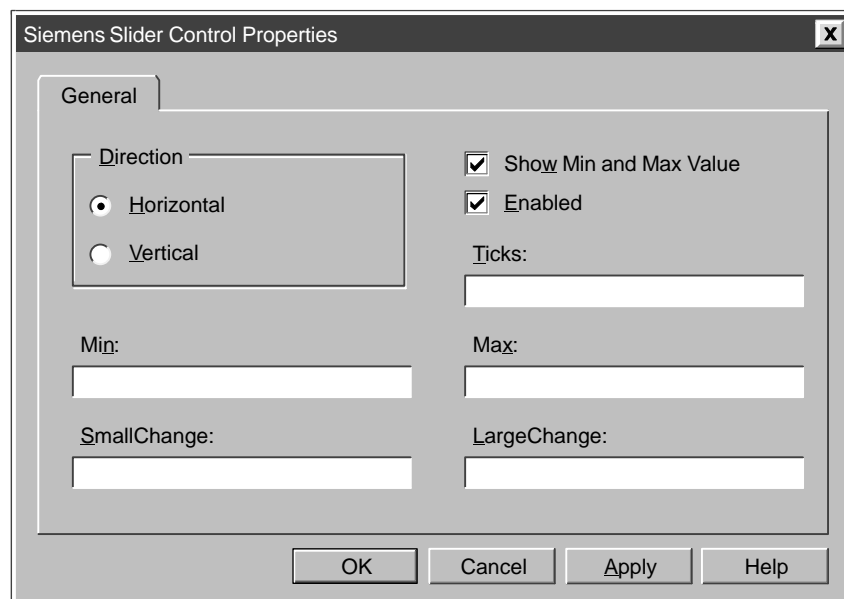 Siemens Slider Control Properties
General
Direction
Horizontal
Vertical
Show Min and Max Value
Enabled
Ticks:
Min:
Max:
SmallChange:
LargeChange:
OK
Cancel
Apply
Help